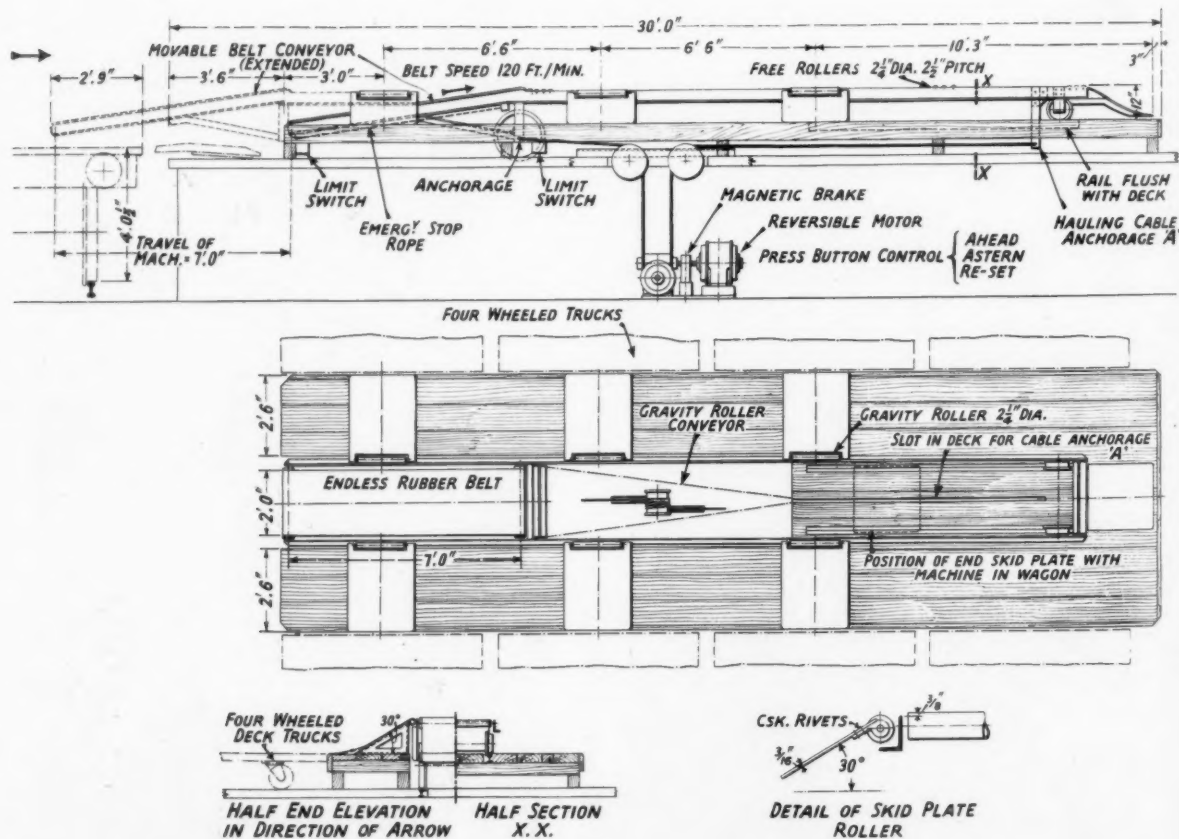 30'.0"
6'.6"
6' 6"
10'.3"
3"
MOVABLE BELT CONVEYOR
(EXTENDED)
2'.9"
3'.6"
3'.0"
BELT SPEED 120 FT./MIN.
FREE ROLLERS 2¼" DIA. 2½" PITCH
X
12"
LIMIT
SWITCH
ANCHORAGE
LIMIT
SWITCH
X
RAIL FLUSH
WITH DECK
4'.0½"
EMERGY STOP
ROPE
MAGNETIC BRAKE
HAULING CABLE
ANCHORAGE 'A'
TRAVEL OF
MACH. = 7'.0"
REVERSIBLE MOTOR
PRESS BUTTON CONTROL
AHEAD
ASTERN
RE-SET
FOUR WHEELED TRUCKS
2'.6"
GRAVITY ROLLER
CONVEYOR
GRAVITY ROLLER 2¼" DIA.
SLOT IN DECK FOR CABLE ANCHORAGE
'A'
2'.0"
ENDLESS RUBBER BELT
7'.0"
POSITION OF END SKID PLATE WITH
MACHINE IN WAGON
2'.6"
FOUR WHEELED
DECK TRUCKS
30°
CSK. RIVETS
3/8"
3/16"
30°
HALF END ELEVATION
IN DIRECTION OF ARROW
HALF SECTION
X. X.
DETAIL OF SKID PLATE
ROLLER